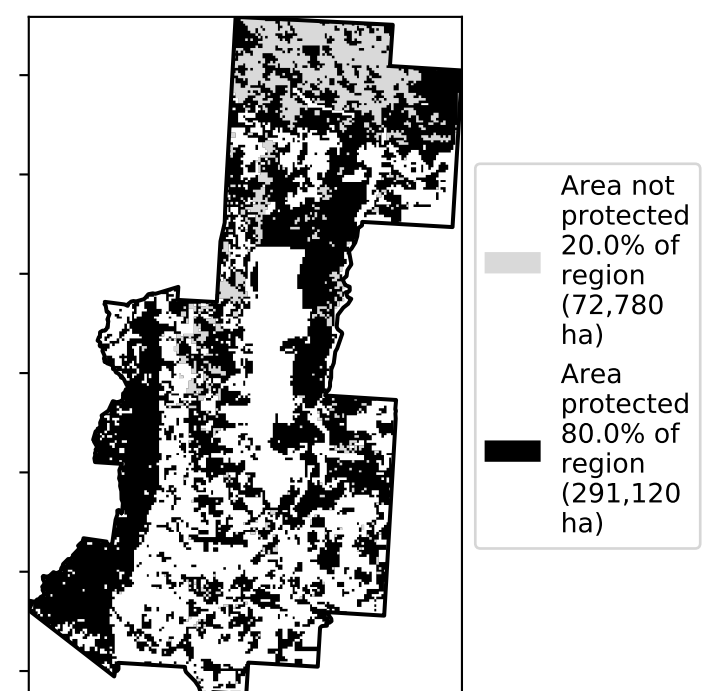 Area not
protected
20.0% of
region
(72,780
ha)
Area
protected
80.0% of
region
(291,120
ha)